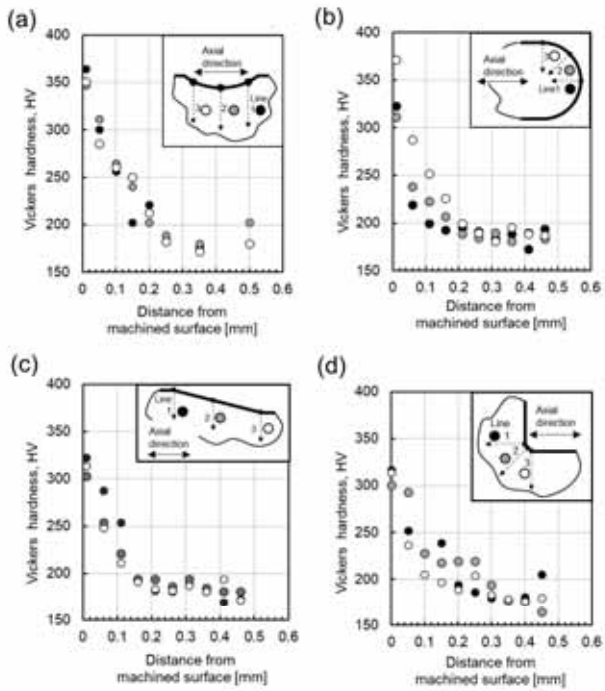 (a)
Vickers hardness, HV
400
350
300
250
200
150
0 0.1 0.2 0.3 0.4 0.5 0.6
Distance from
machined surface [mm]
Axial
direction
Line
3 2 1
(b)
Vickers hardness, HV
400
350
300
250
200
150
0 0.1 0.2 0.3 0.4 0.5 0.6
Distance from
machined surface [mm]
Axial
direction
3
2
Line1
(c)
Vickers hardness, HV
400
350
300
250
200
150
0 0.1 0.2 0.3 0.4 0.5 0.6
Distance from
machined surface [mm]
Line
1
2
3
Axial
direction
(d)
Vickers hardness, HV
400
350
300
250
200
150
0 0.1 0.2 0.3 0.4 0.5 0.6
Distance from
machined surface [mm]
Line
1
2
3
Axial
direction